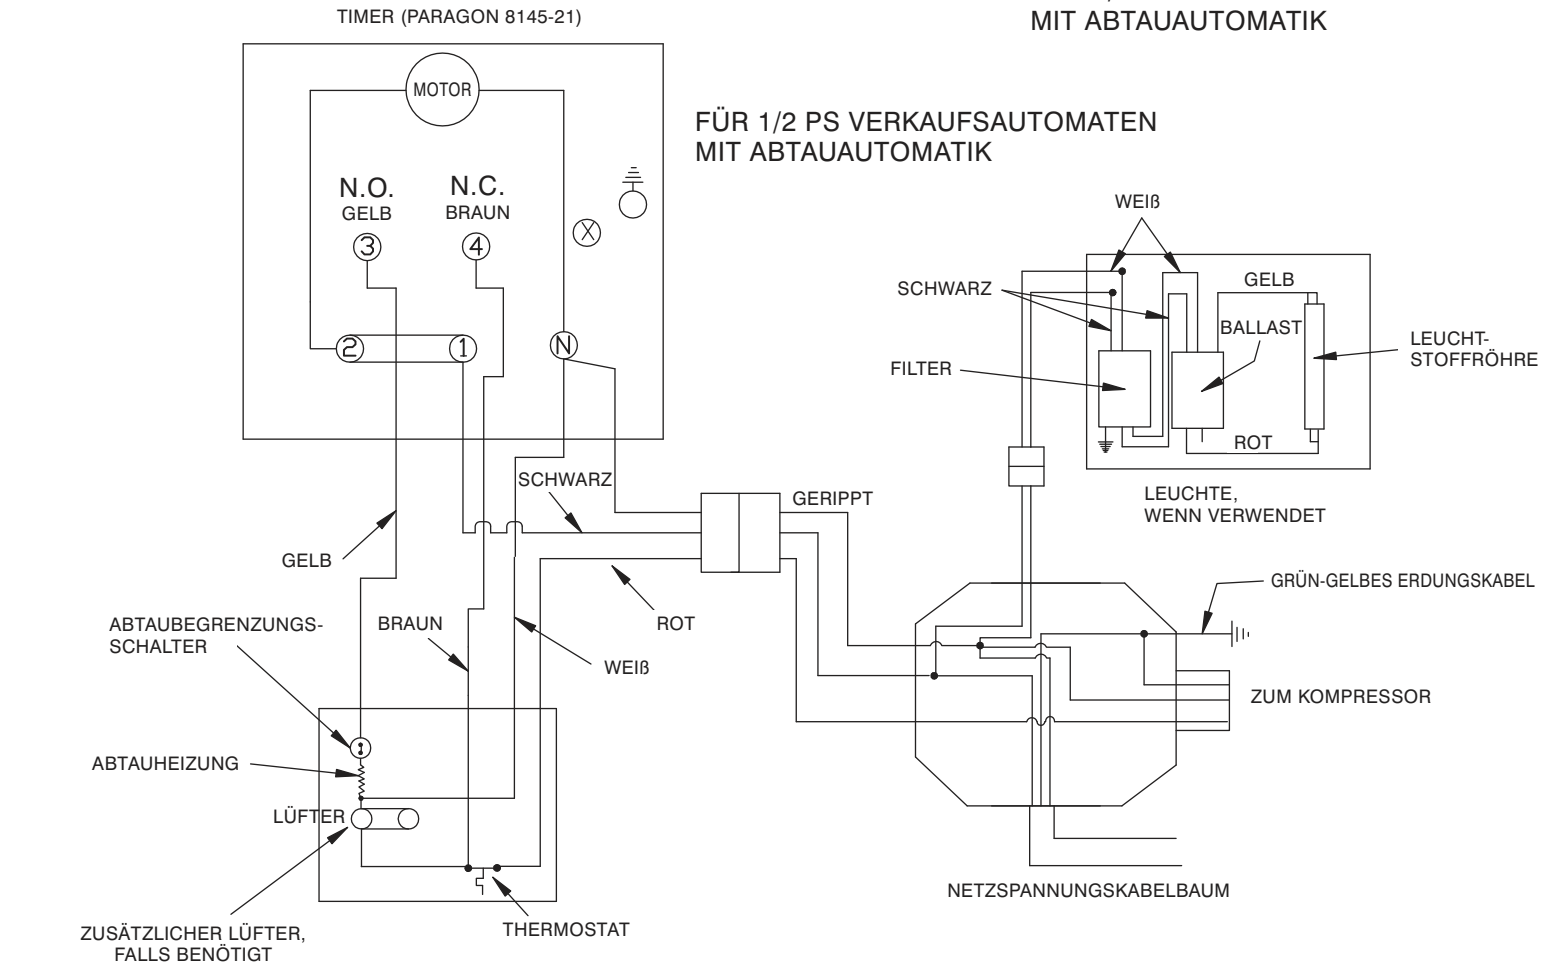 TIMER (PARAGON 8145-21)
MIT ABTAUAUTOMATIK
MOTOR
FÜR 1/2 PS VERKAUFSAUTOMATEN
MIT ABTAUAUTOMATIK
N.O.
GELB
N.C.
BRAUN
3
4
X
2
1
N
WEIß
SCHWARZ
GELB
BALLAST
LEUCHT-
STOFFRÖHRE
FILTER
ROT
LEUCHTE,
WENN VERWENDET
SCHWARZ
GERIPPT
GELB
GRÜN-GELBES ERDUNGSKABEL
ABTAUBEGRENZUNGS-
SCHALTER
BRAUN
ROT
WEIß
ZUM KOMPRESSOR
ABTAUHEIZUNG
LÜFTER
NETZSPANNUNGSKABELBAUM
THERMOSTAT
ZUSÄTZLICHER LÜFTER,
FALLS BENÖTIGT